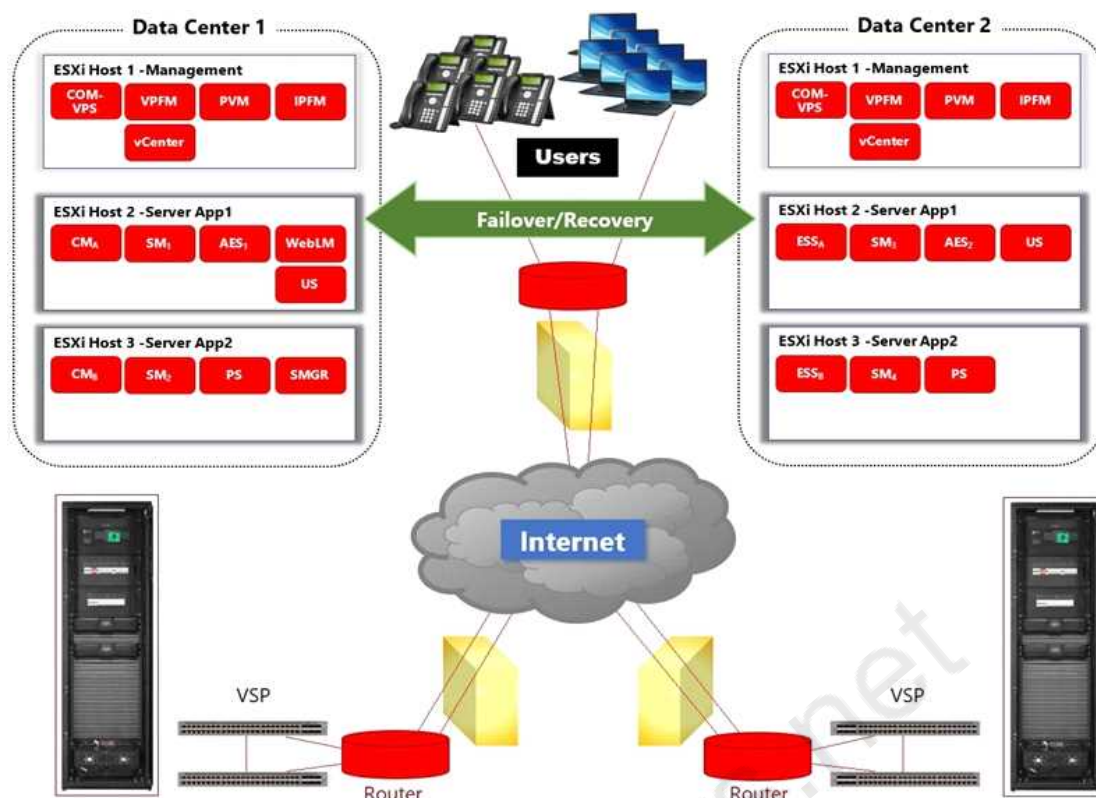 Data Center 1
ESXi Host 1 -Management
COM-
VPS
VPFM
PVM
IPFM
vCenter
ESXi Host 2 -Server App1
CMA
SM1
AES1
WebLM
US
ESXi Host 3 -Server App2
CMB
SM2
PS
SMGR
Users
Failover/Recovery
Data Center 2
ESXi Host 1 -Management
COM-
VPS
VPFM
PVM
IPFM
vCenter
ESXi Host 2 -Server App1
ESSA
SM3
AES2
US
ESXi Host 3 -Server App2
ESSB
SM4
PS
Internet
VSP
Router
VSP
Router
.net